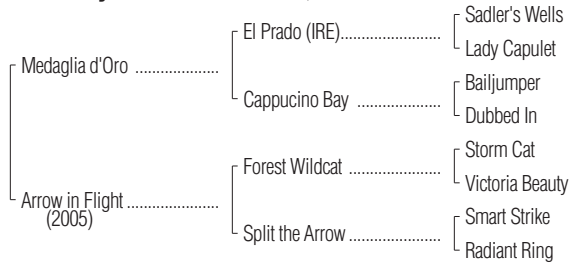 Sadler's Wells
El Prado (IRE)....................
Lady Capulet
Medaglia d'Oro ....................
Bailjumper
Cappucino Bay ....................
Dubbed In
Storm Cat
Forest Wildcat ....................
Victoria Beauty
Arrow in Flight ....................
(2005)
Smart Strike
Split the Arrow ....................
Radiant Ring